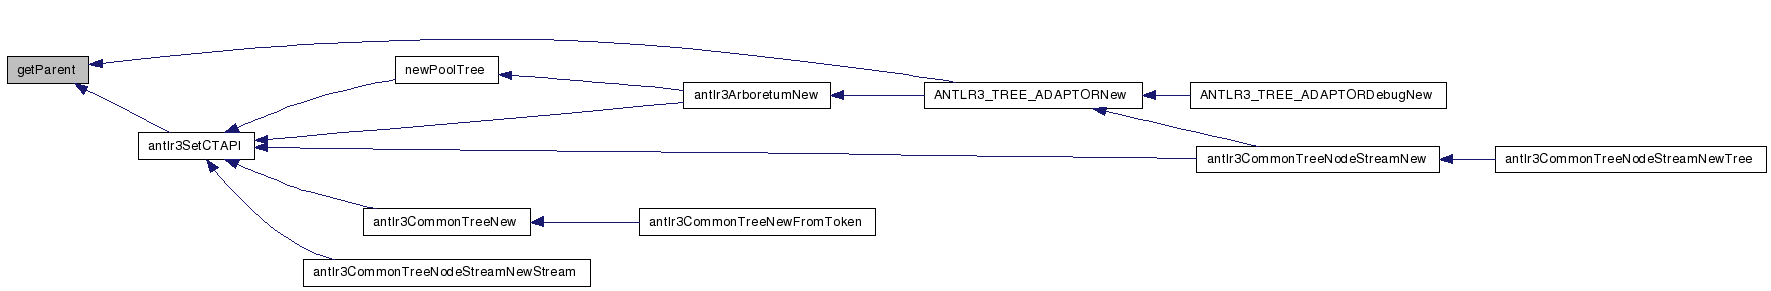 getParent
newPoolTree
antlr3ArboretumNew
ANTLR3_TREE_ADAPTORNew
ANTLR3_TREE_ADAPTORDebugNew
antlr3SetCTAPI
antlr3CommonTreeNodeStreamNew
antlr3CommonTreeNodeStreamNewTree
antlr3CommonTreeNew
antlr3CommonTreeNewFromToken
antlr3CommonTreeNodeStreamNewStream